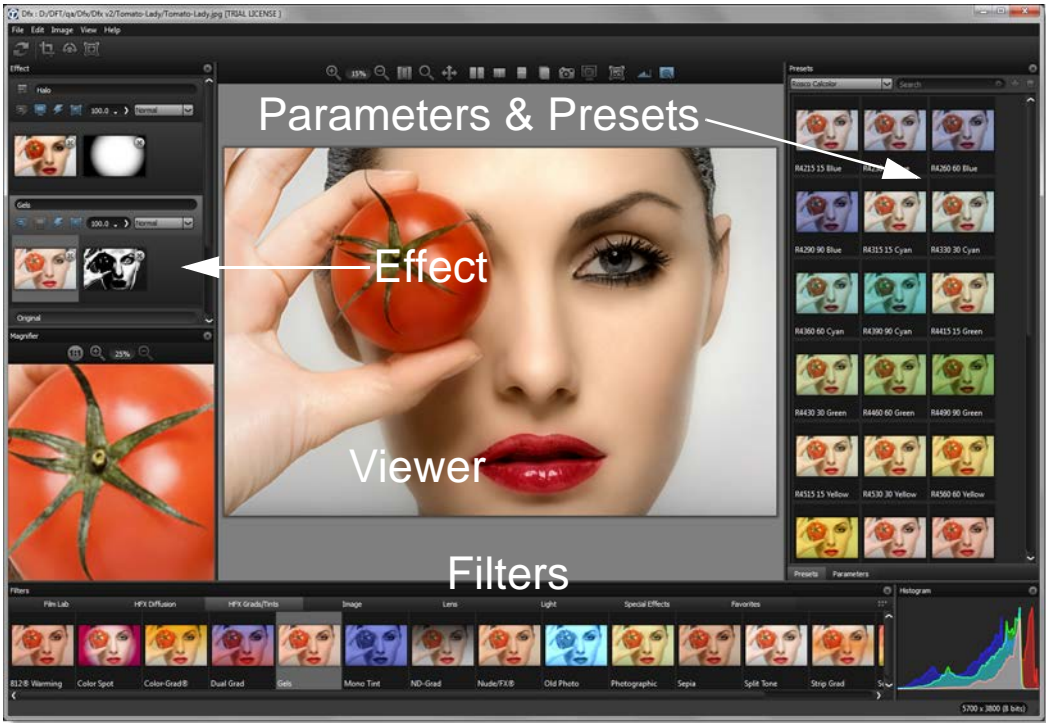 Dfx : D:/DFT/qa/Dfx/Dfx v2/Tomato-Lady/Tomato-Lady.jpg [TRIAL LICENSE ]
File Edit Image View Help
Effect
Halo
100.0
Normal
Gels
100.0
Normal
Original
Magnifier
1:1
25%
15%
Parameters & Presets
Effect
Viewer
Filters
Presets
Rosco Calcolor
Search
R4215 15 Blue
Blue
R4260 60 Blue
R4290 90 Blue
R4315 15 Cyan
R4330 30 Cyan
R4360 60 Cyan
R4390 90 Cyan
R4415 15 Green
R4430 30 Green
R4460 60 Green
R4490 90 Green
R4515 15 Yellow
R4530 30 Yellow
R4560 60 Yellow
Presets Parameters
Filters
Film Lab HFX Diffusion HFX Grads/Tints Image Lens Light Special Effects Favorites
812® Warming Color Spot Color-Grad® Dual Grad Gels Mono Tint ND-Grad Nude/FX® Old Photo Photographic Sepia Split Tone Strip Grad
Histogram
5700 x 3800 (8 bits)